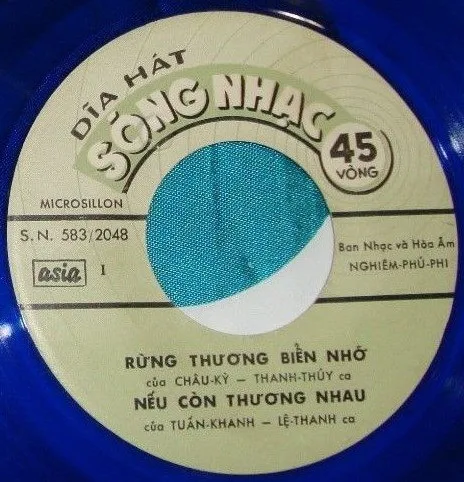 DĨA HÁT
SÓNG NHẠC
45
VÒNG
MICROSILLON
S.N. 583/2048
asia I
Ban Nhạc và Hòa Âm
NGHIÊM-PHÚ-PHI
RỪNG THƯƠNG BIỂN NHỚ
của CHÂU-KỲ – THANH-THÚY ca
NẾU CÒN THƯƠNG NHAU
của TUẤN-KHANH – LỆ-THANH ca